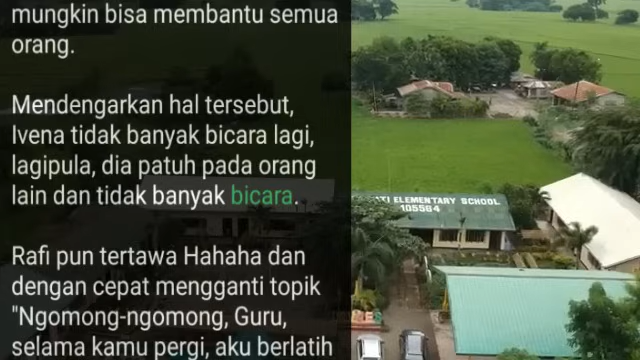 mungkin bisa membantu semua
orang.
Mendengarkan hal tersebut,
Ivena tidak banyak bicara lagi,
lagipula, dia patuh pada orang
lain dan tidak banyak bicara.
Rafi pun tertawa Hahaha dan
dengan cepat mengganti topik
"Ngomong-ngomong, Guru,
selama kamu pergi, aku berlatih
ELEMENTARY SCHOOL
105564